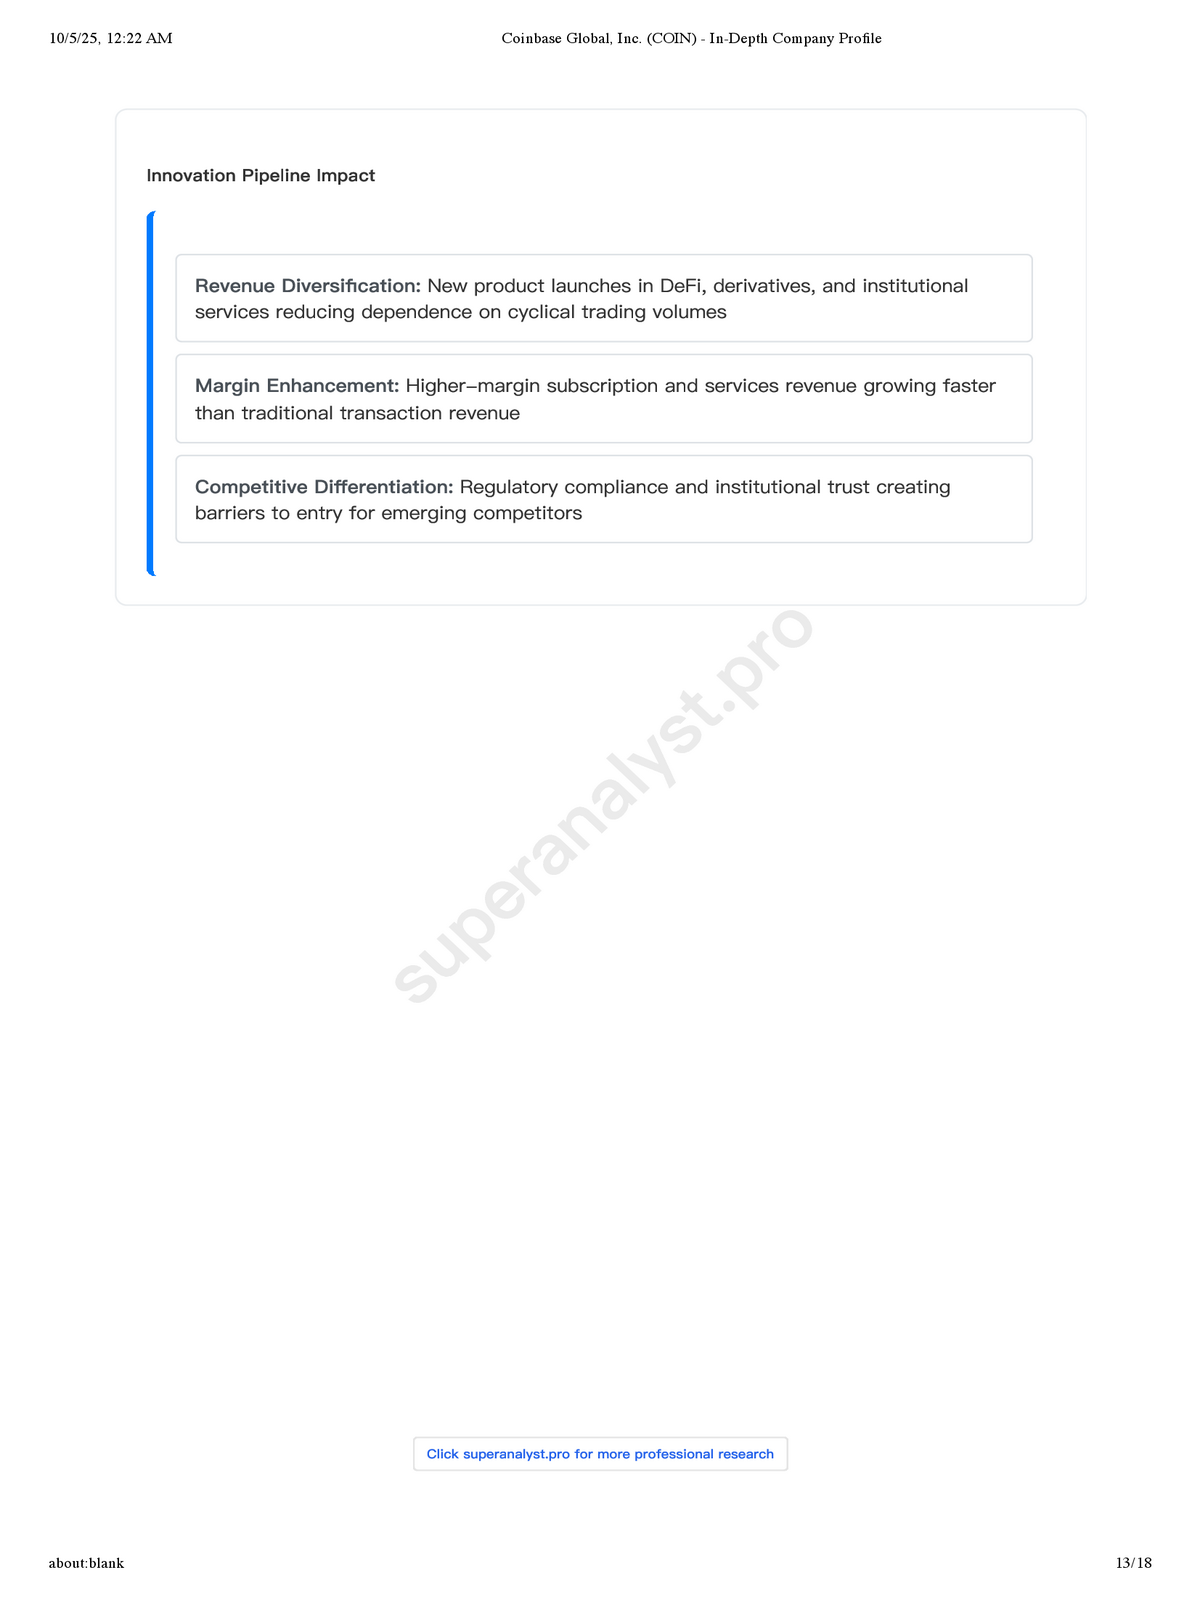 10/5/25, 12:22 AM
Coinbase Global, Inc. (COIN) - In-Depth Company Profile
Innovation Pipeline Impact
Revenue Diversification: New product launches in DeFi, derivatives, and institutional
services reducing dependence on cyclical trading volumes
Margin Enhancement: Higher–margin subscription and services revenue growing faster
than traditional transaction revenue
Competitive Differentiation: Regulatory compliance and institutional trust creating
barriers to entry for emerging competitors
superanalyst.pro
Click superanalyst.pro for more professional research
about:blank
13/18